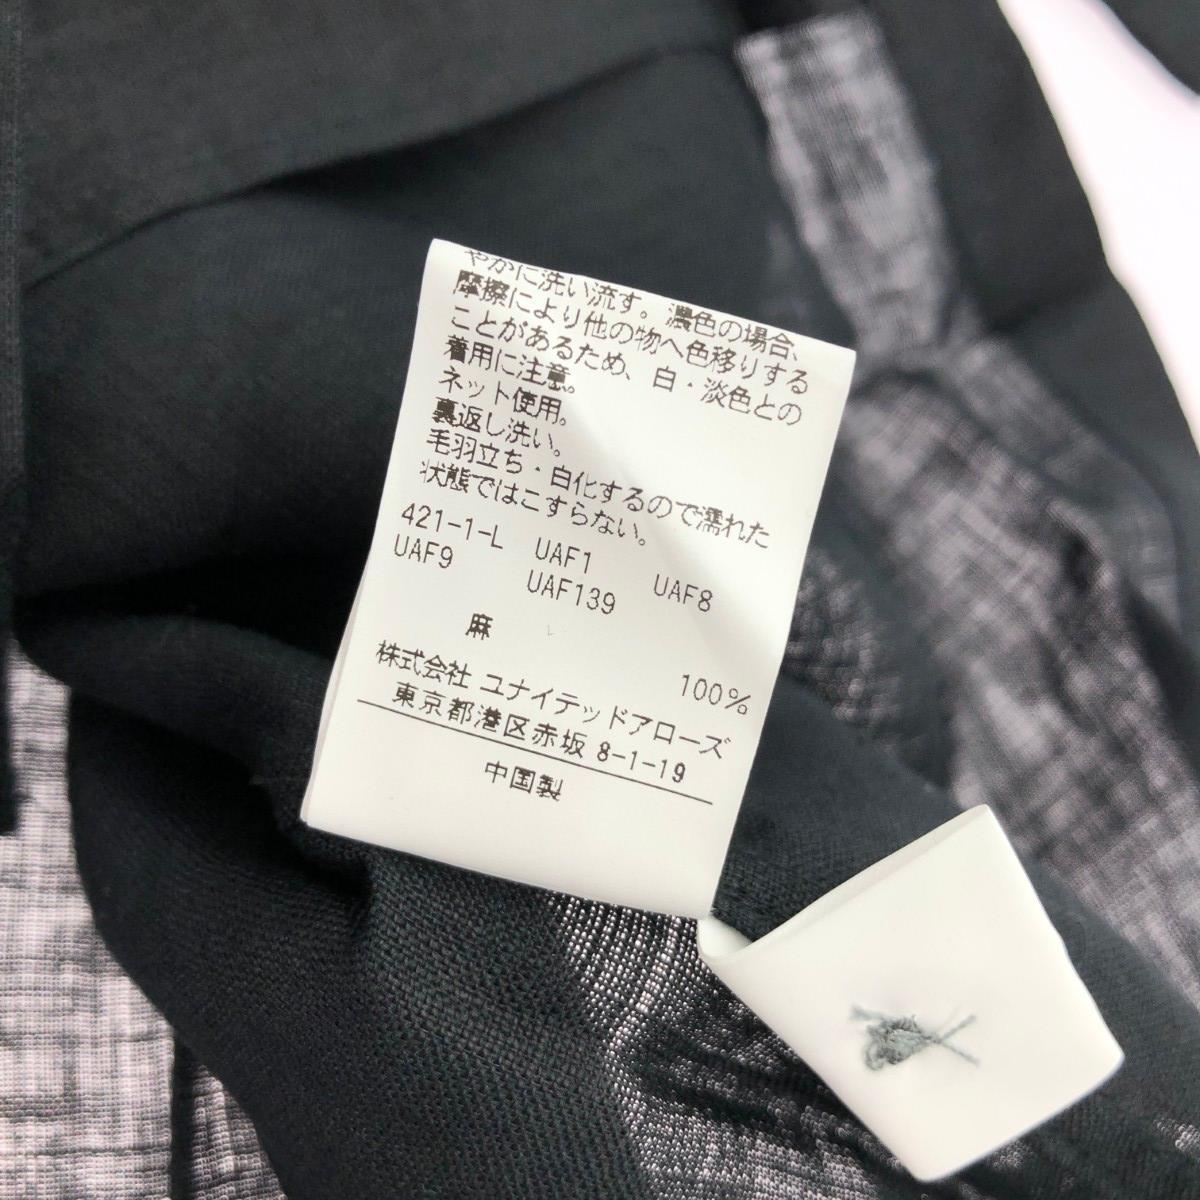 やかに洗い流す。濃色の場合、
摩擦により他の物へ色移りする
ことがあるため、白・淡色との
着用に注意。
ネット使用。
裏返し洗い。
毛羽立ち・白化するので濡れた
状態ではこすらない。
421-1-L UAF1 UAF8
UAF9 UAF139
麻 100%
株式会社 ユナイテッドアローズ
東京都港区赤坂 8-1-19
中国製